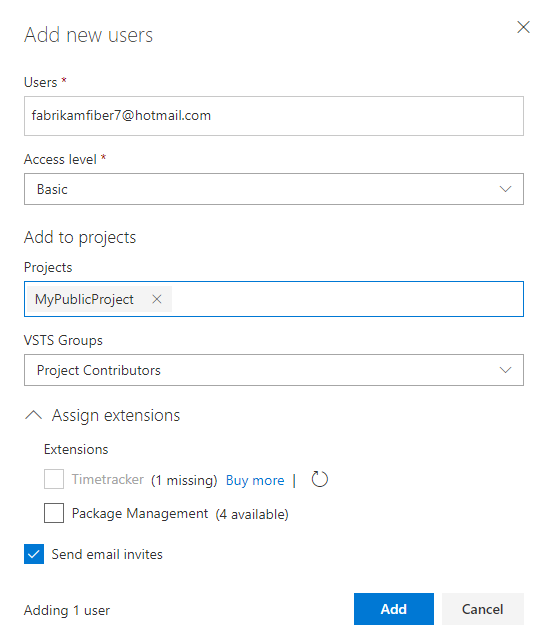 Add new users
Users *
fabrikamfiber7@hotmail.com
Access level *
Basic
Add to projects
Projects
MyPublicProject
VSTS Groups
Project Contributors
Assign extensions
Extensions
Timetracker (1 missing) Buy more |
Package Management (4 available)
Send email invites
Adding 1 user Add Cancel